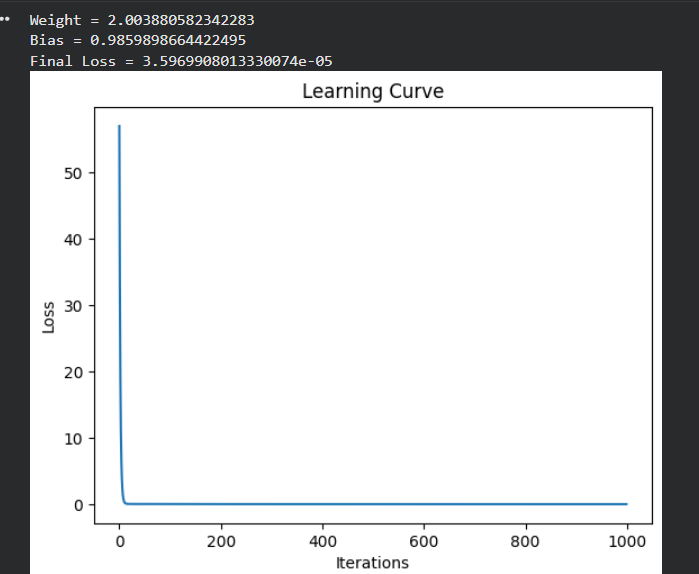 Weight = 2.003880582342283
Bias = 0.9859898664422495
Final Loss = 3.5969908013330074e-05
Learning Curve
50
40
30
20
10
0
Loss
0 200 400 600 800 1000
Iterations